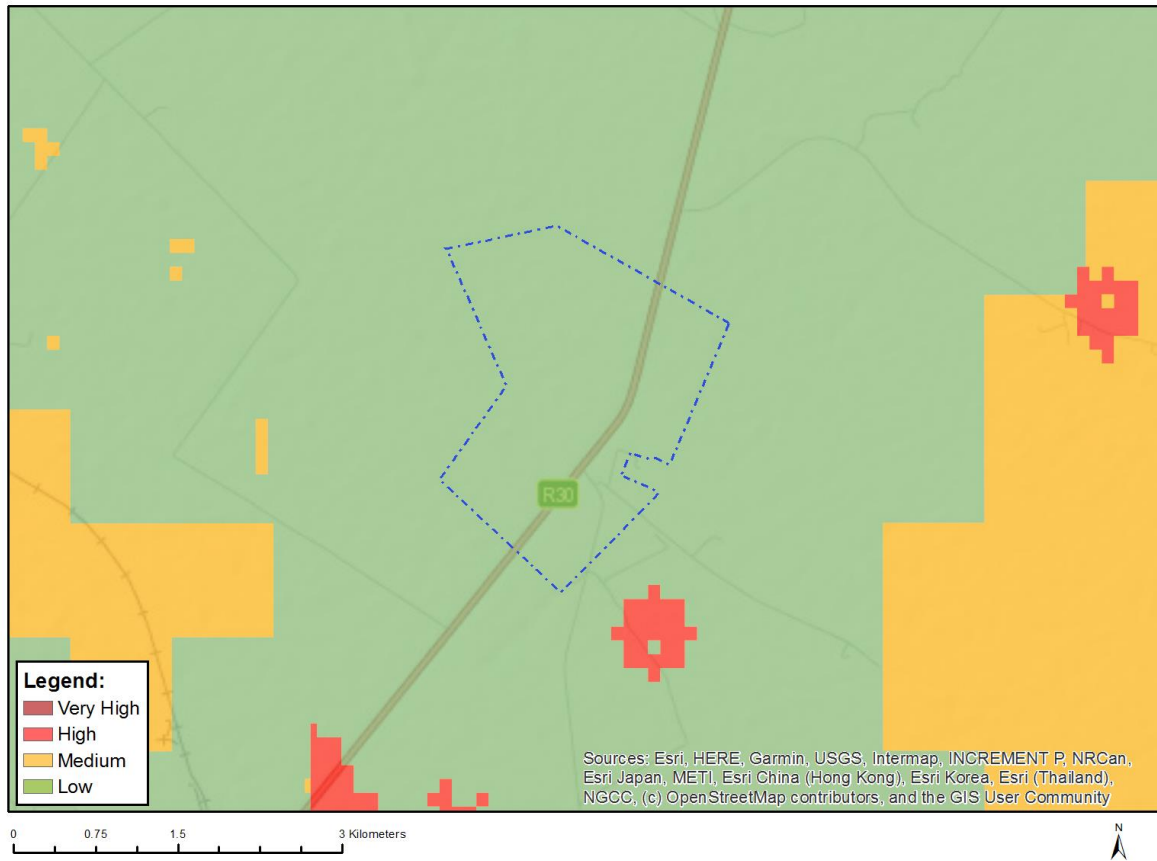 R30
Legend:
Very High
High
Medium
Low
Sources: Esri, HERE, Garmin, USGS, Intermap, INCREMENT P, NRCan,
Esri Japan, METI, Esri China (Hong Kong), Esri Korea, Esri (Thailand),
NGCC, (c) OpenStreetMap contributors, and the GIS User Community
0 0.75 1.5 3 Kilometers
N